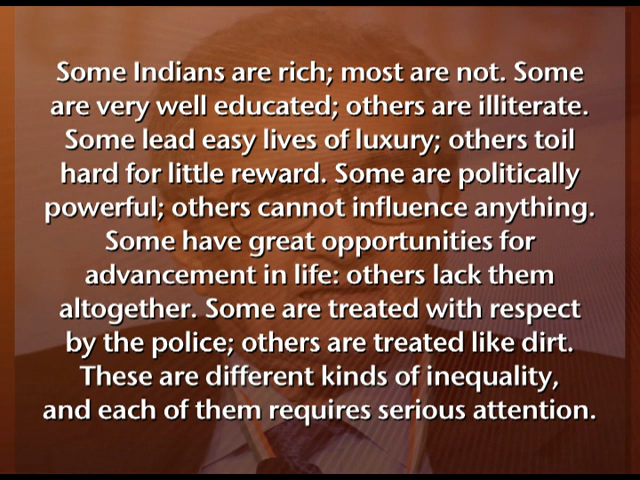 Some Indians are rich; most are not. Some
are very well educated; others are illiterate.
Some lead easy lives of luxury; others toil
hard for little reward. Some are politically
powerful; others cannot influence anything.
Some have great opportunities for
advancement in life: others lack them
altogether. Some are treated with respect
by the police; others are treated like dirt.
These are different kinds of inequality,
and each of them requires serious attention.